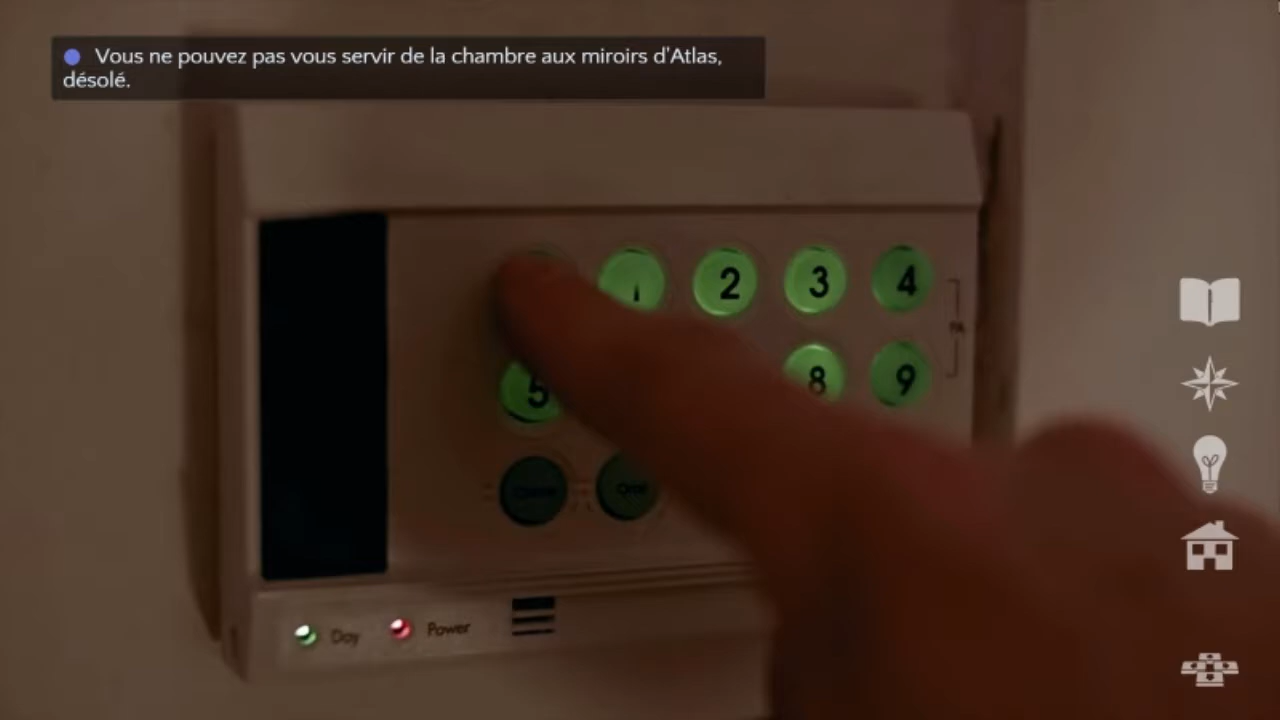 Vous ne pouvez pas vous servir de la chambre aux miroirs d'Atlas,
désolé.
1 2 3 4
5 8 9
Day Power